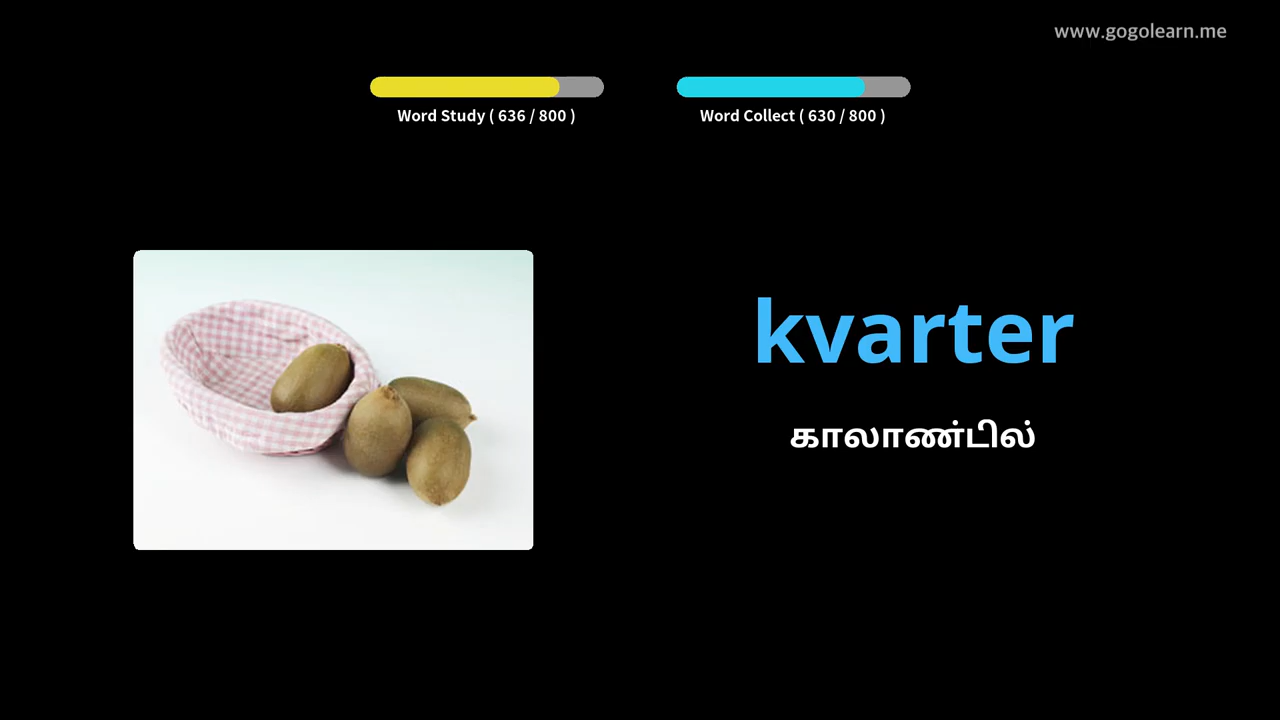 www.gogolearn.me
Word Study ( 636 / 800 )
Word Collect ( 630 / 800 )
kvarter
காலாண்டில்